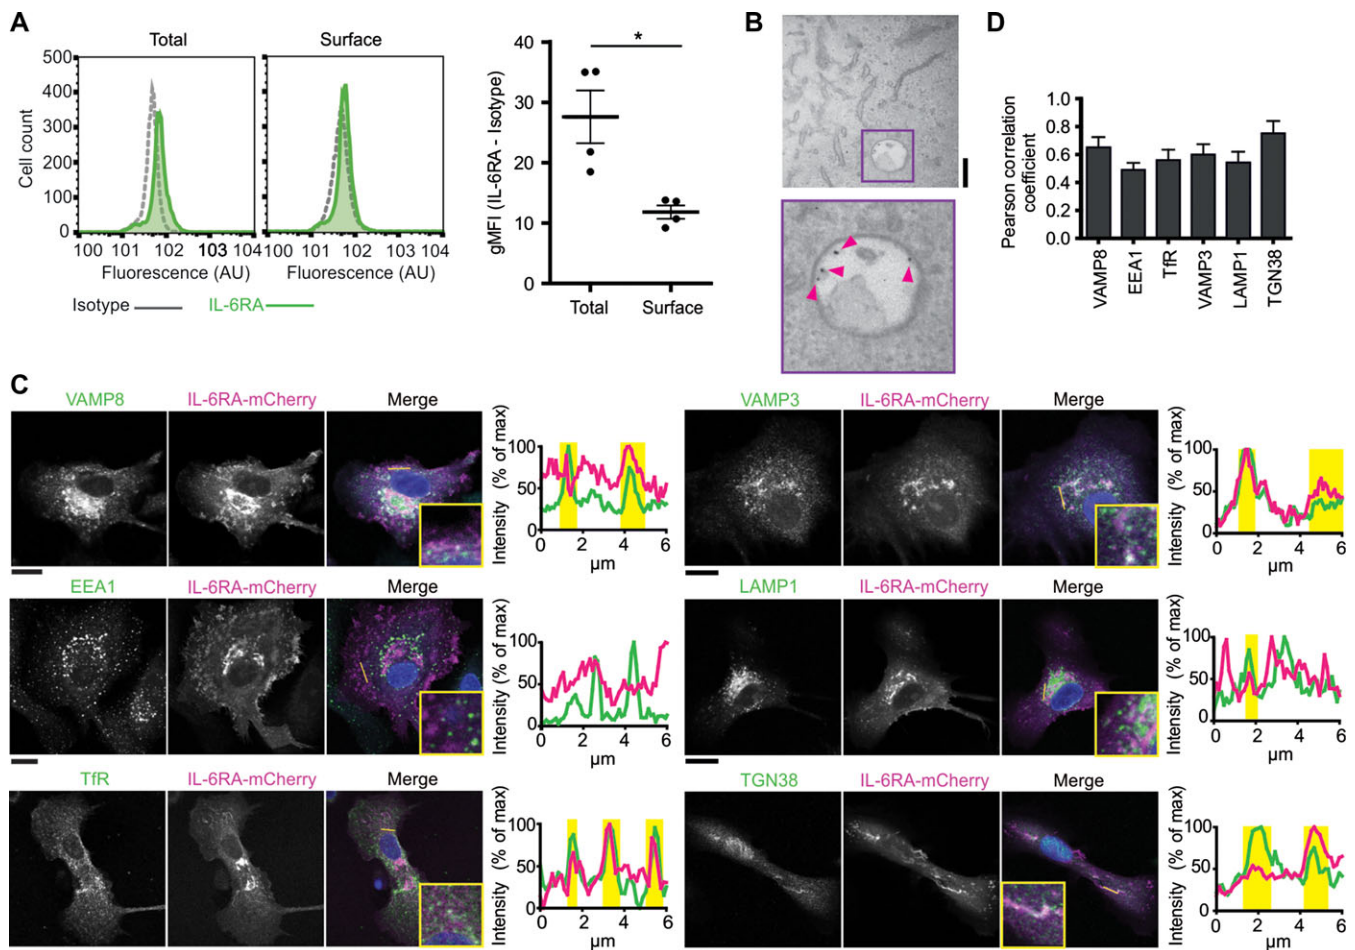 A
Total
Surface
Cell count
500
400
300
200
100
0
100 101 102 103 104
100 101 102 103 104
Fluorescence (AU)
Fluorescence (AU)
Isotype
IL-6RA
gMFI (IL-6RA - Isotype)
40
30
20
10
0
*
Total
Surface
B
D
Pearson correlation
coefficient
1.0
0.8
0.6
0.4
0.2
0.0
VAMP8
EEA1
TfR
VAMP3
LAMP1
TGN38
C
VAMP8 IL-6RA-mCherry Merge
Intensity (% of max)
100
50
0
0 2 4 6
µm
VAMP3 IL-6RA-mCherry Merge
Intensity (% of max)
100
50
0
0 2 4 6
µm
EEA1 IL-6RA-mCherry Merge
Intensity (% of max)
100
50
0
0 2 4 6
µm
LAMP1 IL-6RA-mCherry Merge
Intensity (% of max)
100
50
0
0 2 4 6
µm
TfR IL-6RA-mCherry Merge
Intensity (% of max)
100
50
0
0 2 4 6
µm
TGN38 IL-6RA-mCherry Merge
Intensity (% of max)
100
50
0
0 2 4 6
µm